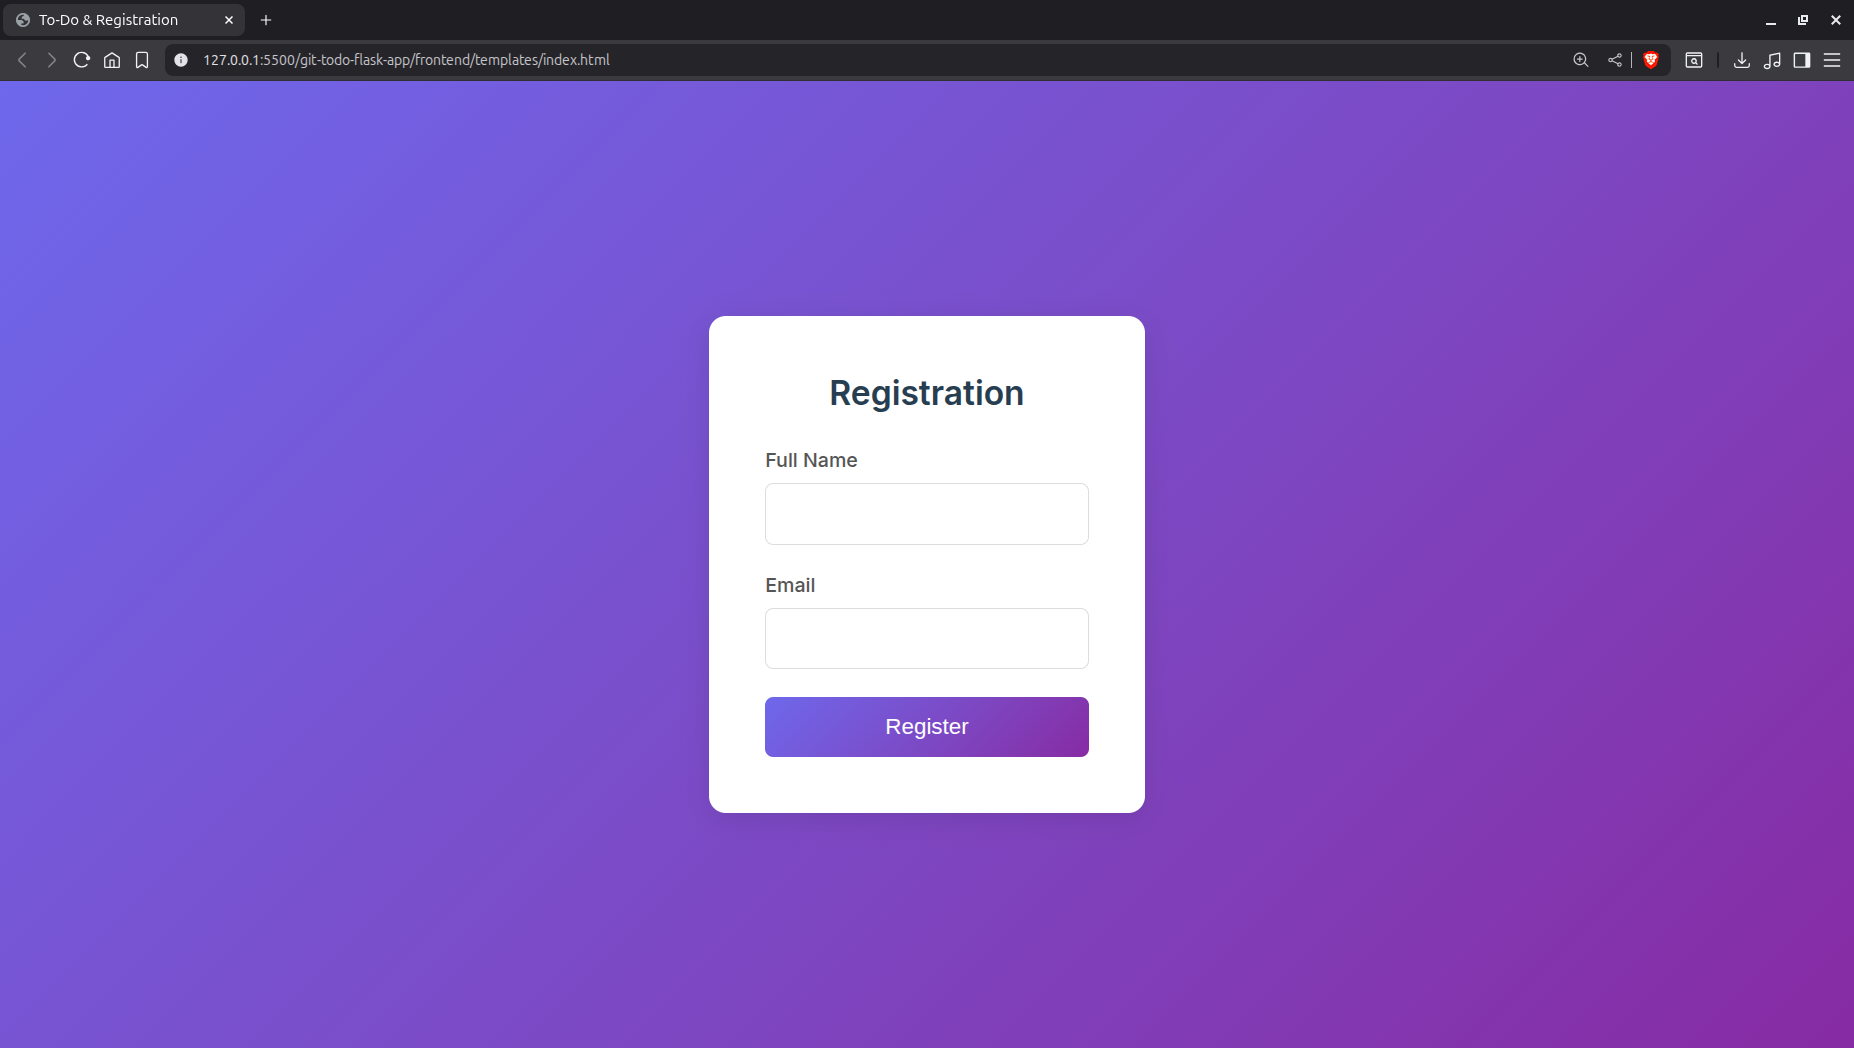 To-Do & Registration
127.0.0.1:5500/git-todo-flask-app/frontend/templates/index.html
Registration
Full Name
Email
Register